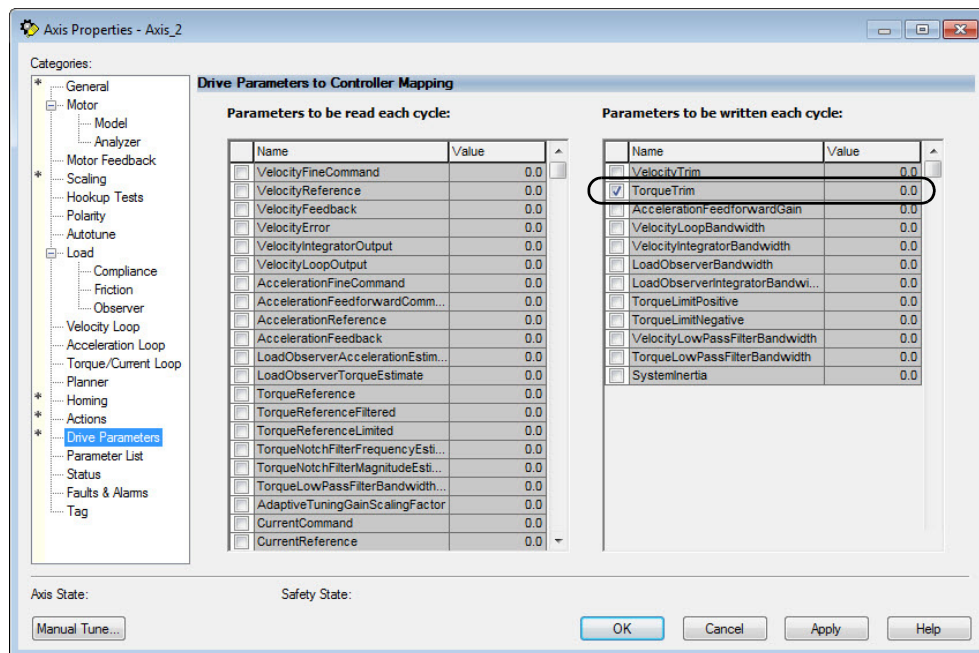 Axis Properties - Axis_2
Categories:
* General
Motor
Model
Analyzer
Motor Feedback
* Scaling
Hookup Tests
Polarity
Autotune
Load
Compliance
Friction
Observer
Velocity Loop
Acceleration Loop
Torque/Current Loop
Planner
* Homing
* Actions
* Drive Parameters
Parameter List
Status
Faults & Alarms
Tag
Drive Parameters to Controller Mapping
Parameters to be read each cycle:
Name Value
VelocityFineCommand 0.0
VelocityReference 0.0
VelocityFeedback 0.0
VelocityError 0.0
VelocityIntegratorOutput 0.0
VelocityLoopOutput 0.0
AccelerationFineCommand 0.0
AccelerationFeedforwardComm... 0.0
AccelerationReference 0.0
AccelerationFeedback 0.0
LoadObserverAccelerationEstim... 0.0
LoadObserverTorqueEstimate 0.0
TorqueReference 0.0
TorqueReferenceFiltered 0.0
TorqueReferenceLimited 0.0
TorqueNotchFilterFrequencyEsti... 0.0
TorqueNotchFilterMagnitudeEsti... 0.0
TorqueLowPassFilterBandwidth... 0.0
AdaptiveTuningGainScalingFactor 0.0
CurrentCommand 0.0
CurrentReference 0.0
Parameters to be written each cycle:
Name Value
VelocityTrim 0.0
TorqueTrim 0.0
AccelerationFeedforwardGain 0.0
VelocityLoopBandwidth 0.0
VelocityIntegratorBandwidth 0.0
LoadObserverBandwidth 0.0
LoadObserverIntegratorBandwi... 0.0
TorqueLimitPositive 0.0
TorqueLimitNegative 0.0
VelocityLowPassFilterBandwidth 0.0
TorqueLowPassFilterBandwidth 0.0
SystemInertia 0.0
Axis State: Safety State:
Manual Tune... OK Cancel Apply Help